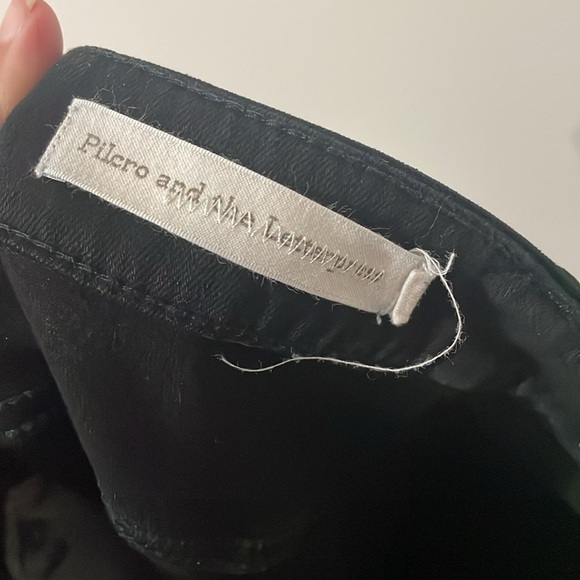 Pilcro and the Letterpress